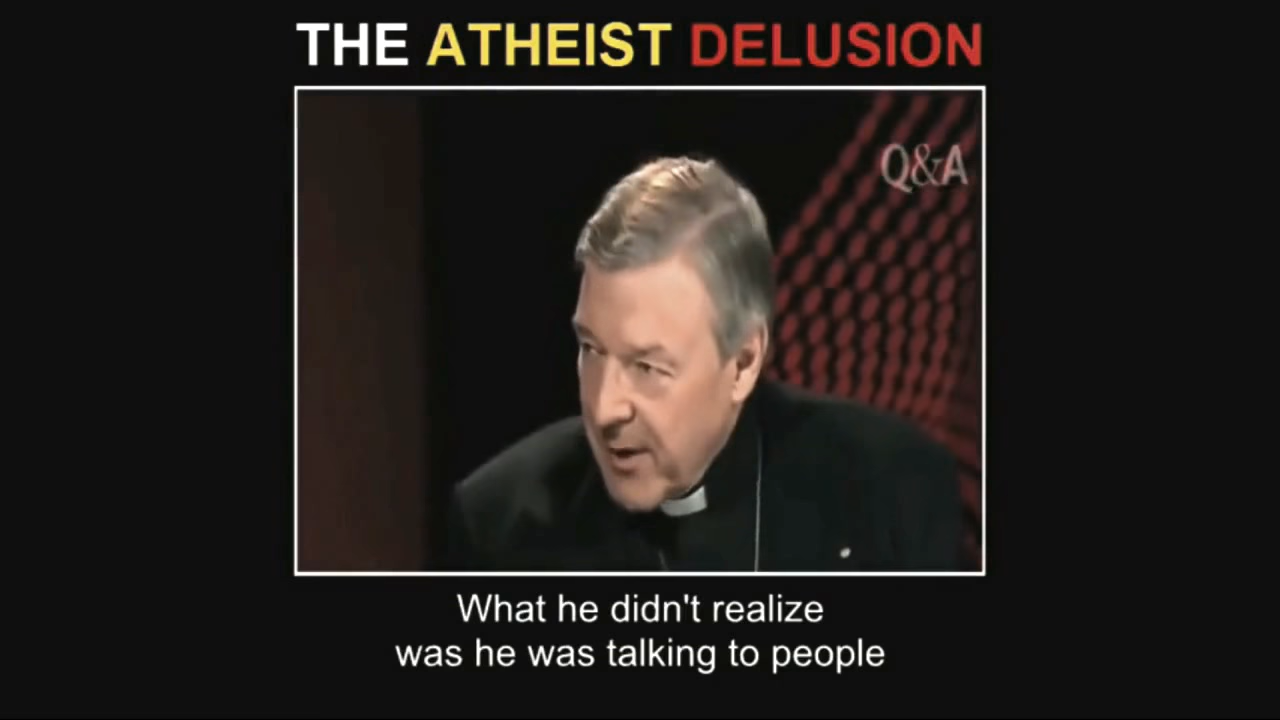 THE ATHEIST DELUSION
Q&A
What he didn't realize
was he was talking to people